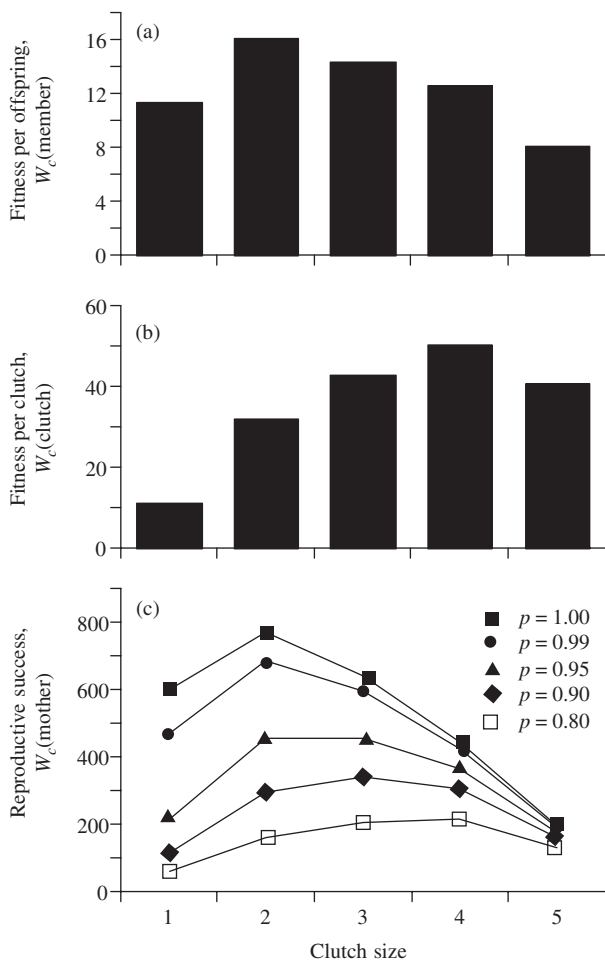 (a)
Fitness per offspring,
W_c(member)
16
12
8
4
0
(b)
Fitness per clutch,
W_c(clutch)
60
40
20
0
(c)
Reproductive success,
W_c(mother)
800
600
400
200
0
p = 1.00
p = 0.99
p = 0.95
p = 0.90
p = 0.80
1 2 3 4 5
Clutch size